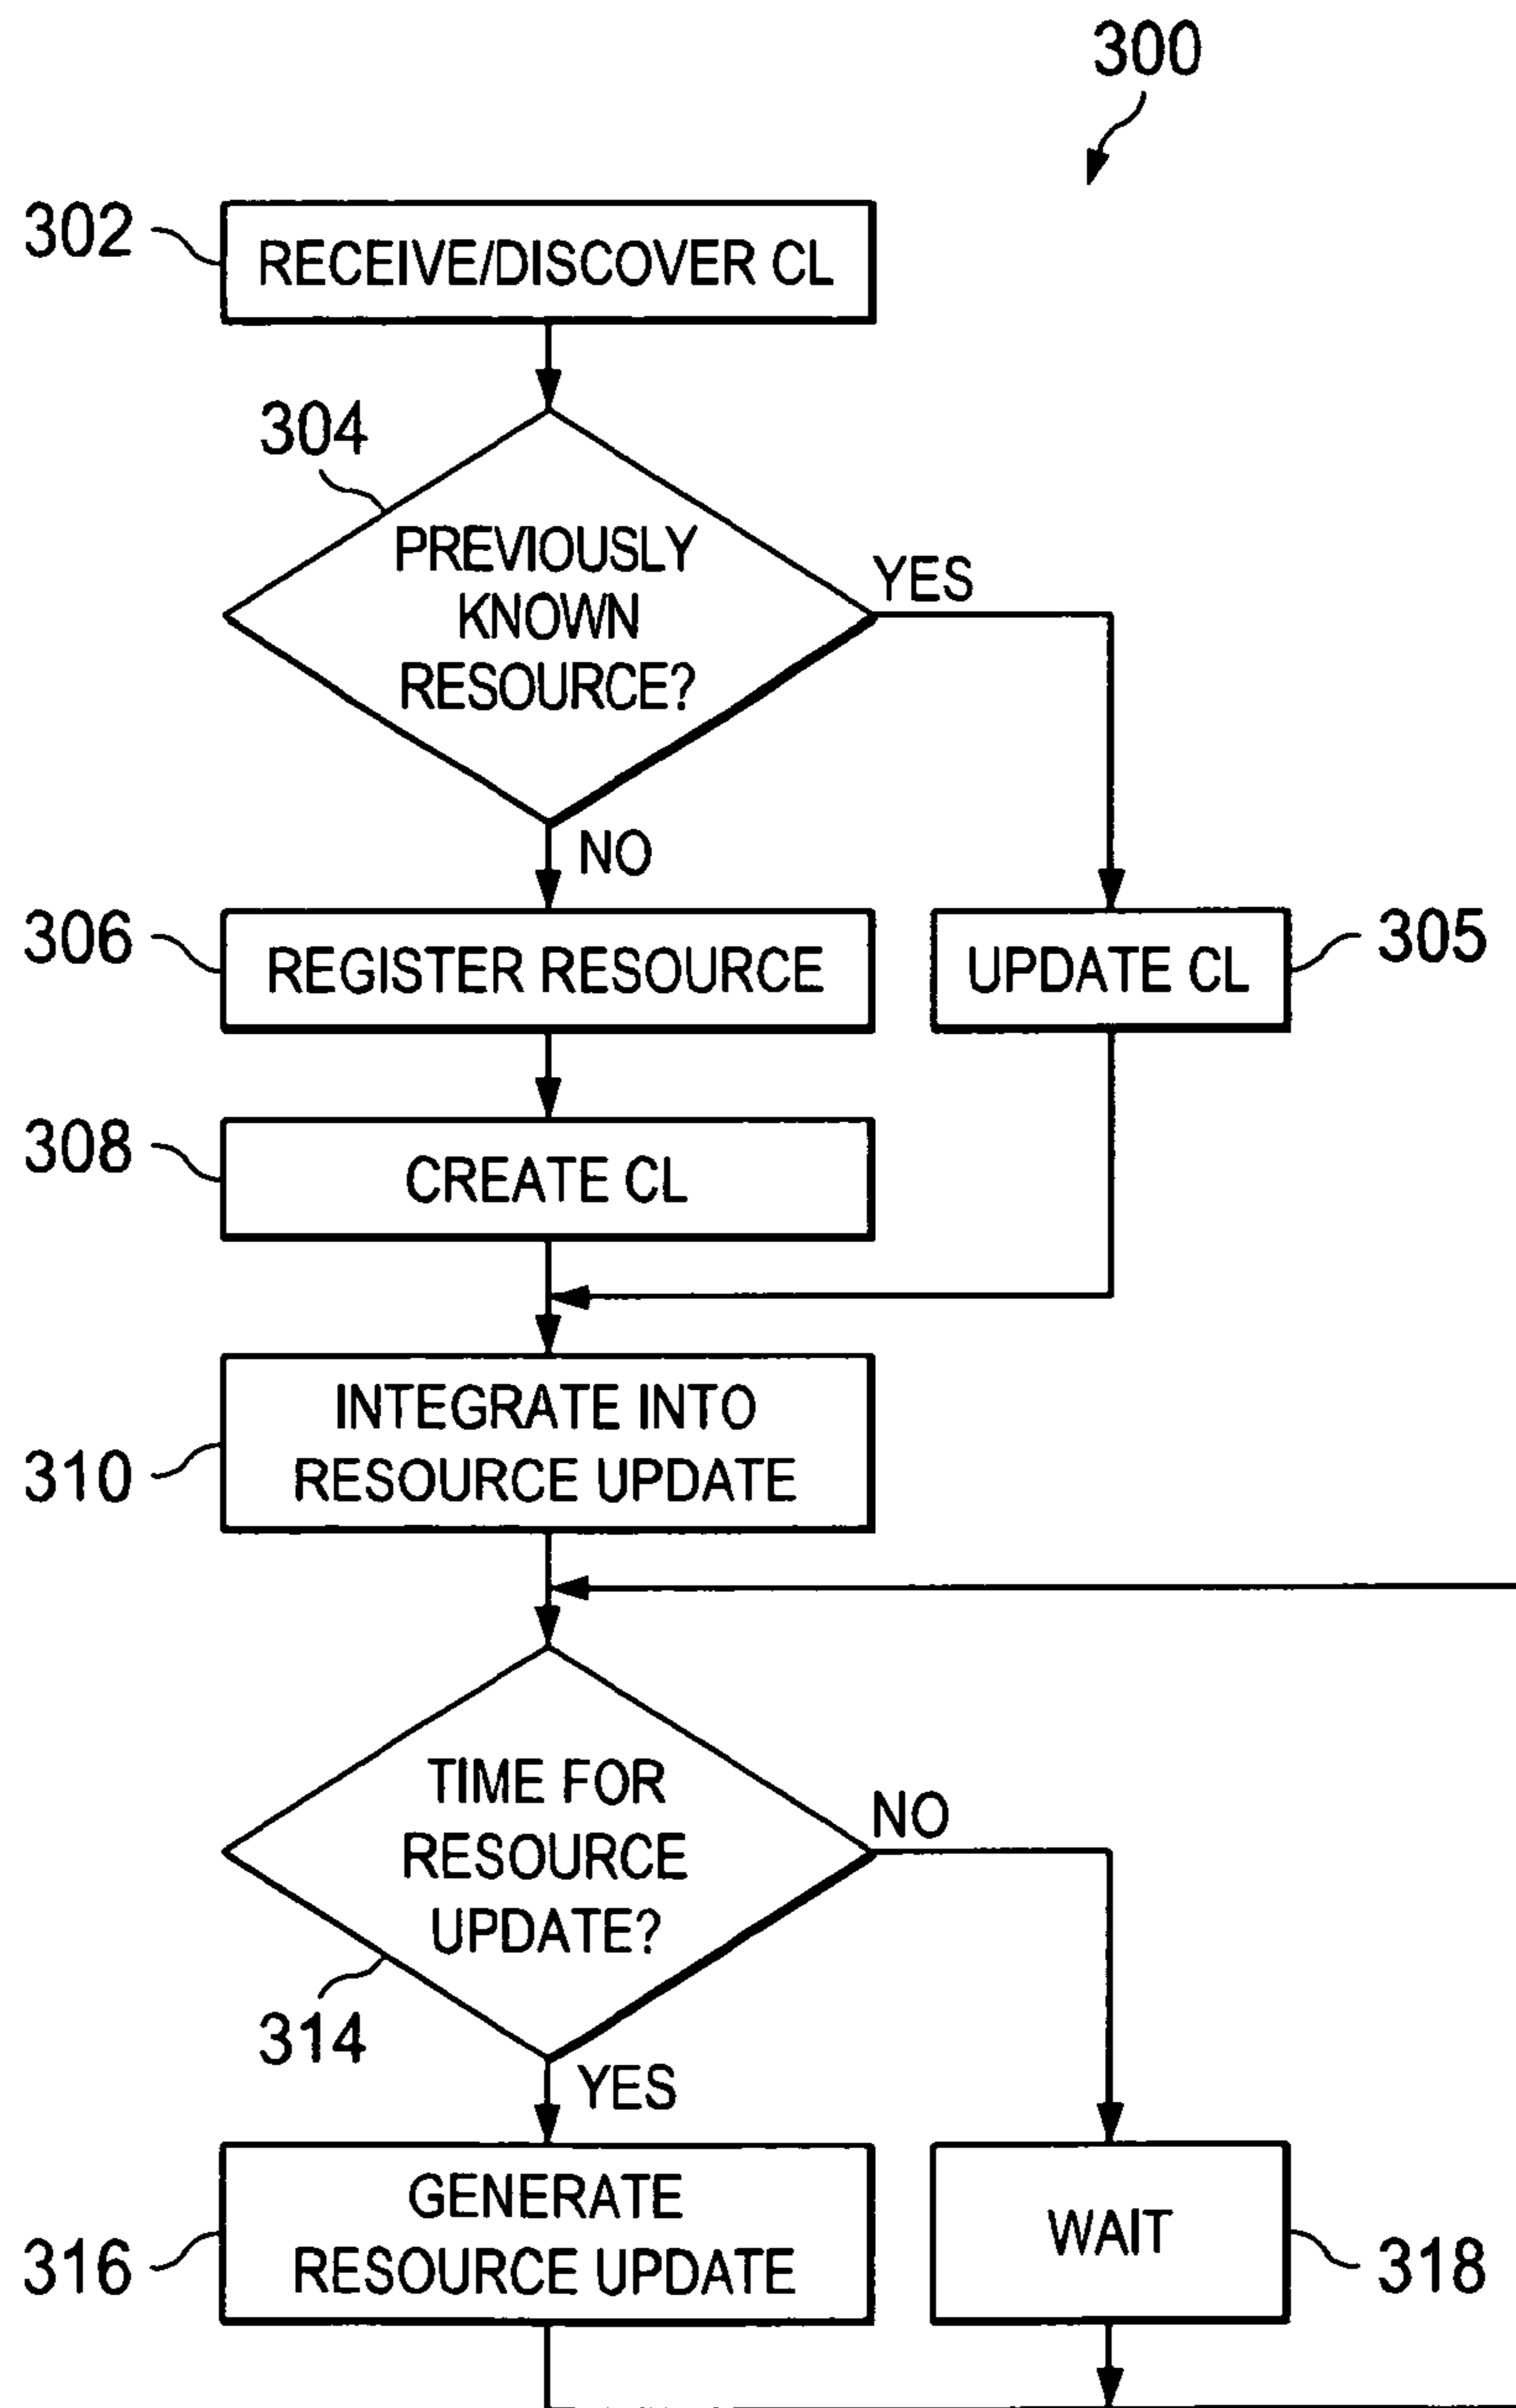 300
302
RECEIVE/DISCOVER CL
304
PREVIOUSLY
KNOWN
RESOURCE?
YES
NO
306
REGISTER RESOURCE
UPDATE CL
305
308
CREATE CL
310
INTEGRATE INTO
RESOURCE UPDATE
TIME FOR
RESOURCE
UPDATE?
NO
314
YES
316
GENERATE
RESOURCE UPDATE
WAIT
318